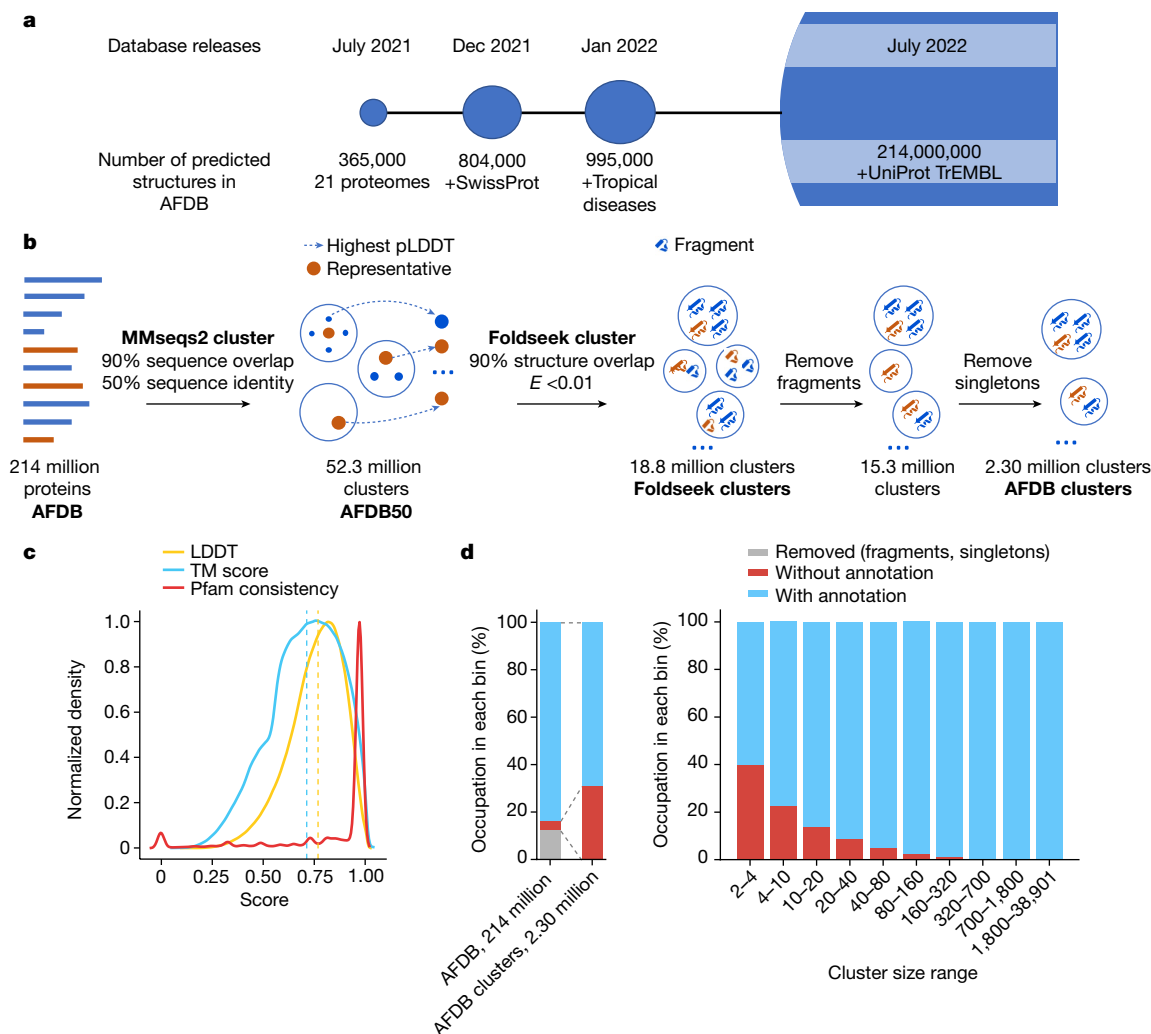 a
Database releases
July 2021
Dec 2021
Jan 2022
July 2022
Number of predicted
structures in
AFDB
365,000
21 proteomes
804,000
+SwissProt
995,000
+Tropical
diseases
214,000,000
+UniProt TrEMBL
b
Highest pLDDT
Representative
Fragment
MMseqs2 cluster
90% sequence overlap
50% sequence identity
Foldseek cluster
90% structure overlap
E <0.01
Remove
fragments
Remove
singletons
214 million
proteins
AFDB
52.3 million
clusters
AFDB50
18.8 million clusters
Foldseek clusters
15.3 million
clusters
2.30 million clusters
AFDB clusters
c
LDDT
TM score
Pfam consistency
Normalized density
1.0
0.8
0.6
0.4
0.2
0
0
0.25
0.50
0.75
1.00
Score
d
Removed (fragments, singletons)
Without annotation
With annotation
Occupation in each bin (%)
100
80
60
40
20
0
AFDB, 214 million
AFDB clusters, 2.30 million
Occupation in each bin (%)
100
80
60
40
20
0
2–4
4–10
10–20
20–40
40–80
80–160
160–320
320–700
700–1,800
1,800–38,901
Cluster size range